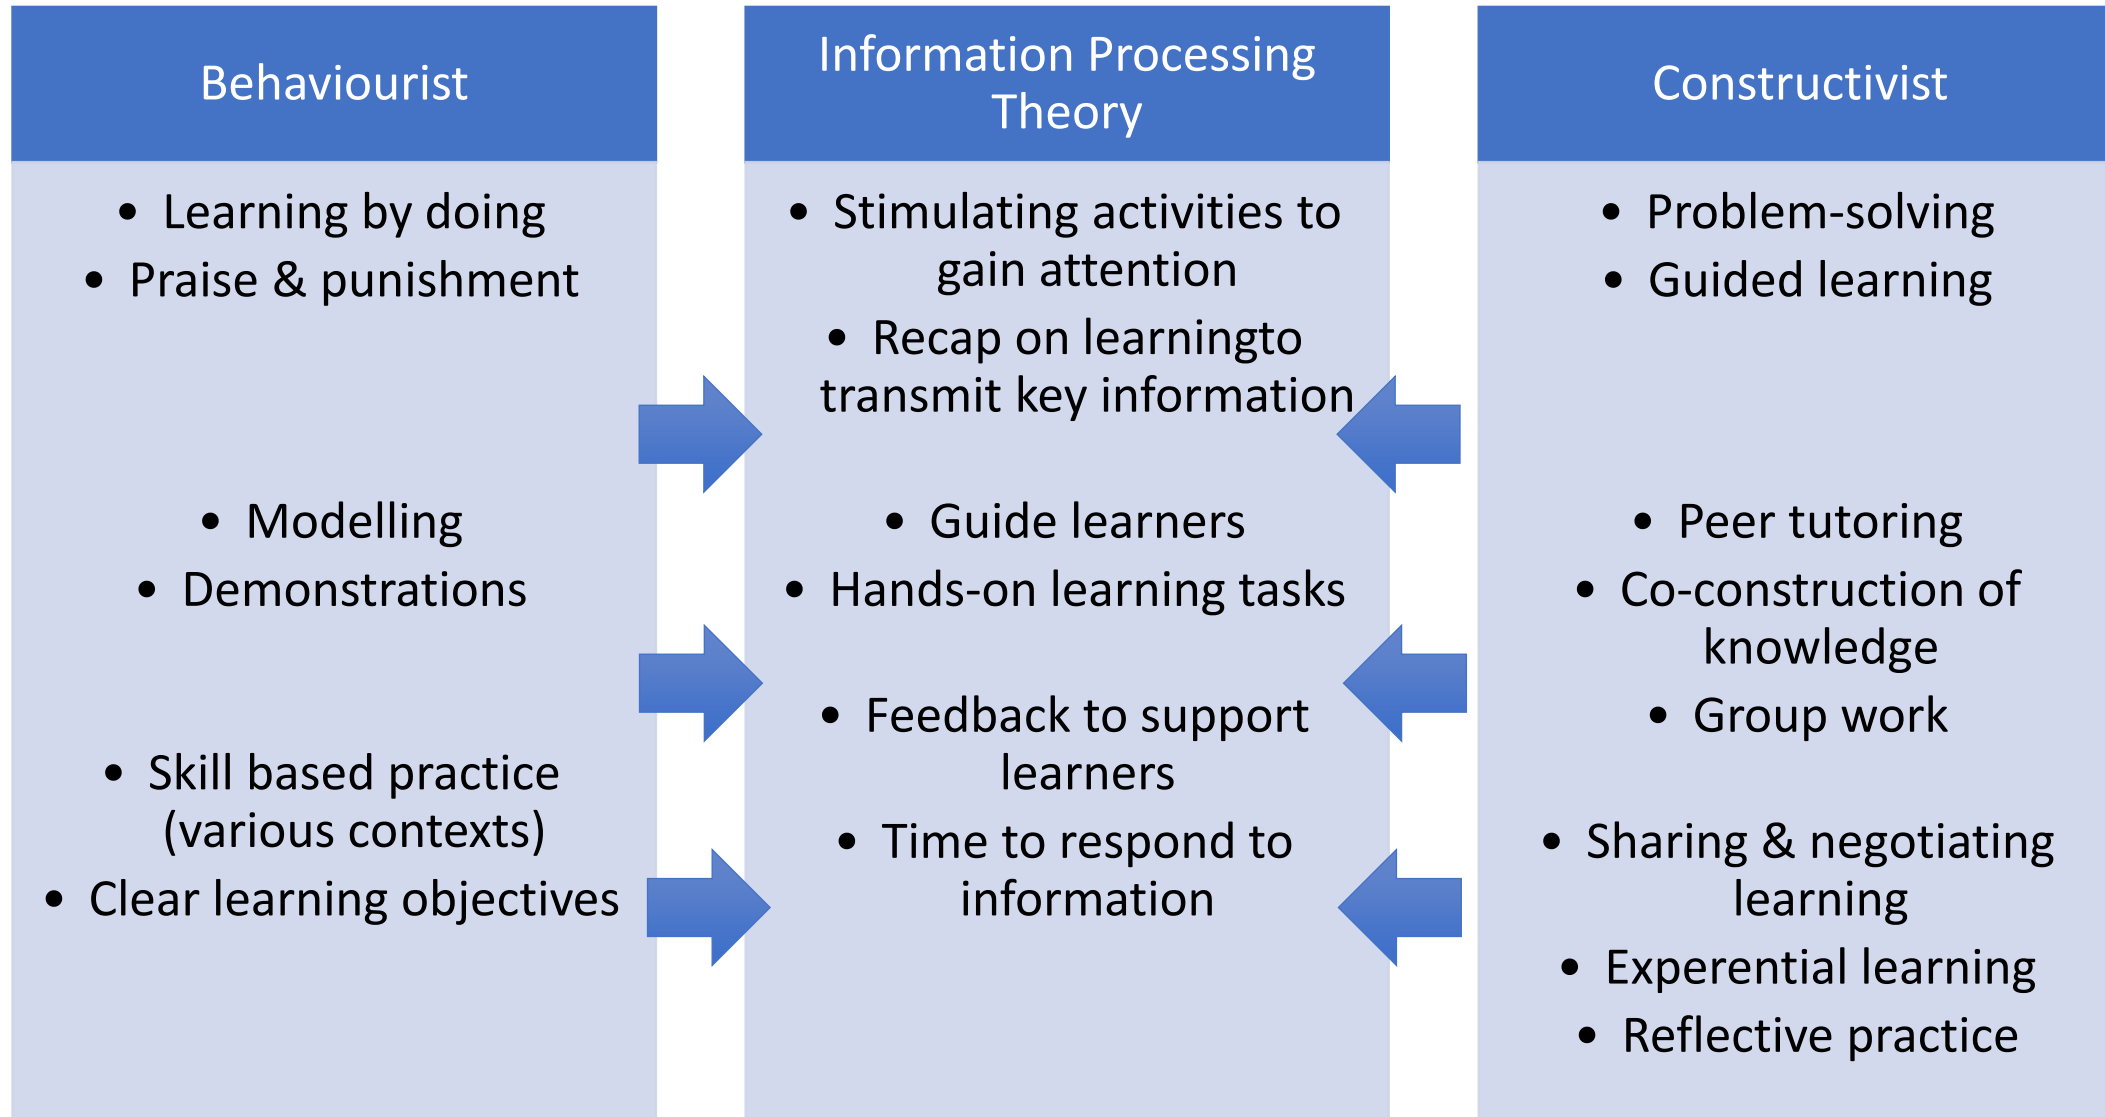 Behaviourist
• Learning by doing
• Praise & punishment
• Modelling
• Demonstrations
• Skill based practice
(various contexts)
• Clear learning objectives
Information Processing
Theory
• Stimulating activities to
gain attention
• Recap on learningto
transmit key information
• Guide learners
• Hands-on learning tasks
• Feedback to support
learners
• Time to respond to
information
Constructivist
• Problem-solving
• Guided learning
• Peer tutoring
• Co-construction of
knowledge
• Group work
• Sharing & negotiating
learning
• Experential learning
• Reflective practice